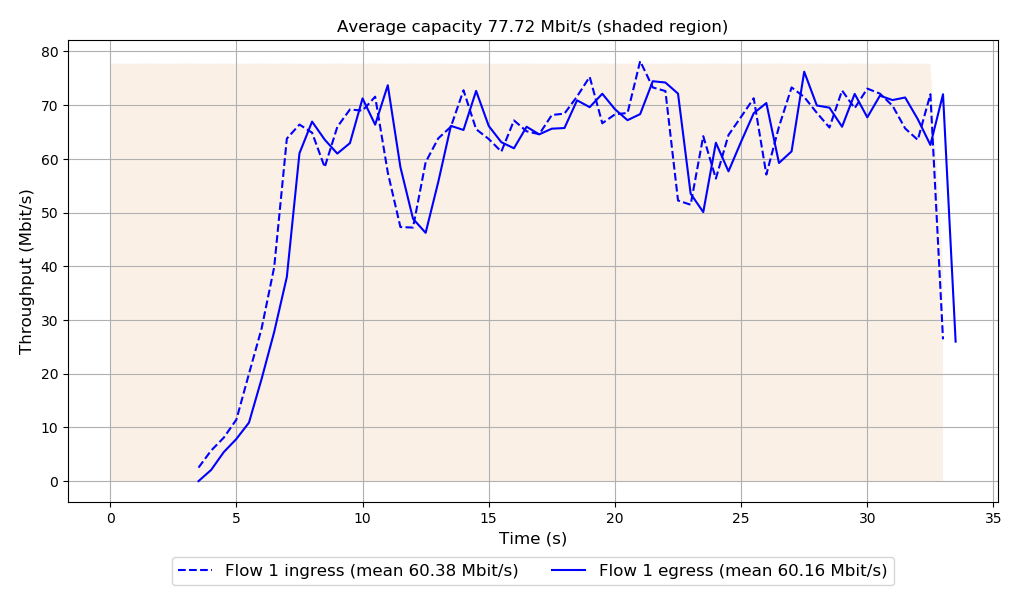 Average capacity 77.72 Mbit/s (shaded region)
Throughput (Mbit/s)
80
70
60
50
40
30
20
10
0
0 5 10 15 20 25 30 35
Time (s)
Flow 1 ingress (mean 60.38 Mbit/s) Flow 1 egress (mean 60.16 Mbit/s)